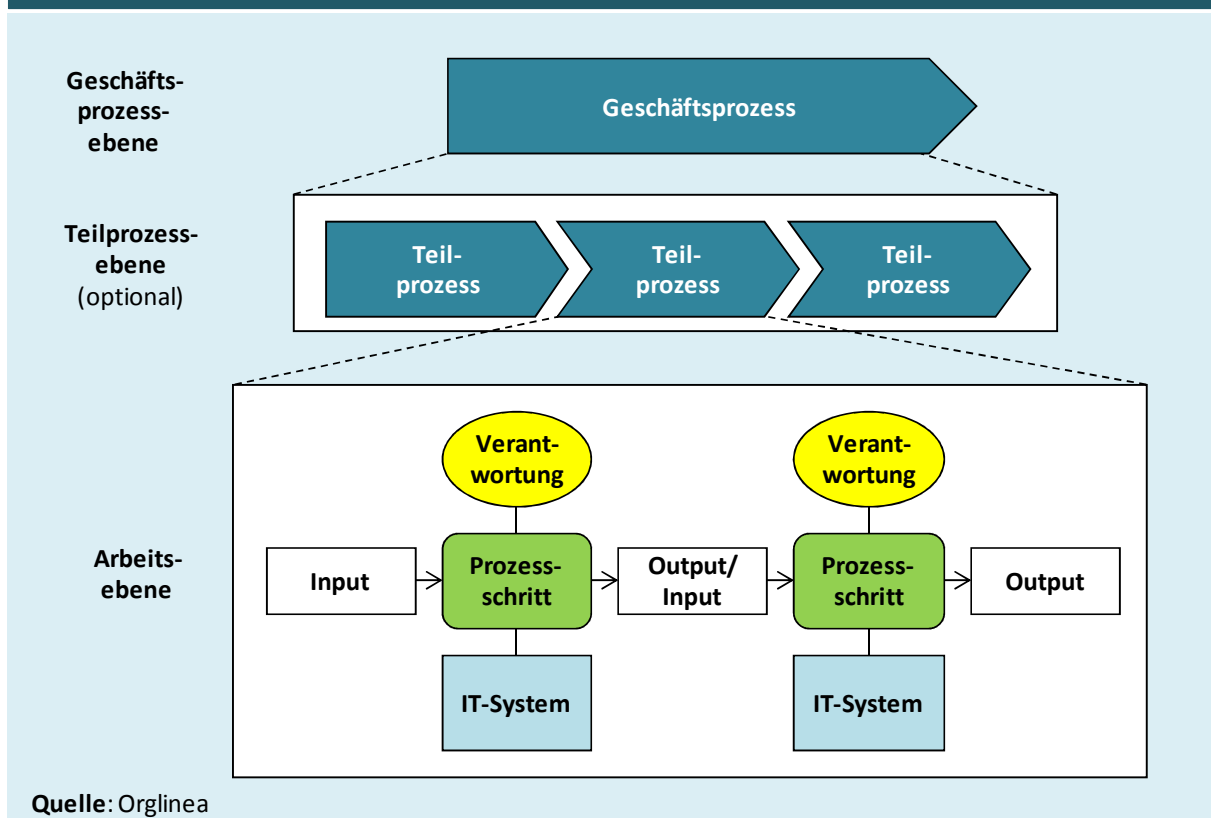 Geschäfts-
prozess-
ebene
Geschäftsprozess
Teilprozess-
ebene
(optional)
Teil-
prozess
Teil-
prozess
Teil-
prozess
Arbeits-
ebene
Verant-
wortung
Verant-
wortung
Input
Prozess-
schritt
Output/
Input
Prozess-
schritt
Output
IT-System
IT-System
Quelle: Orglinea